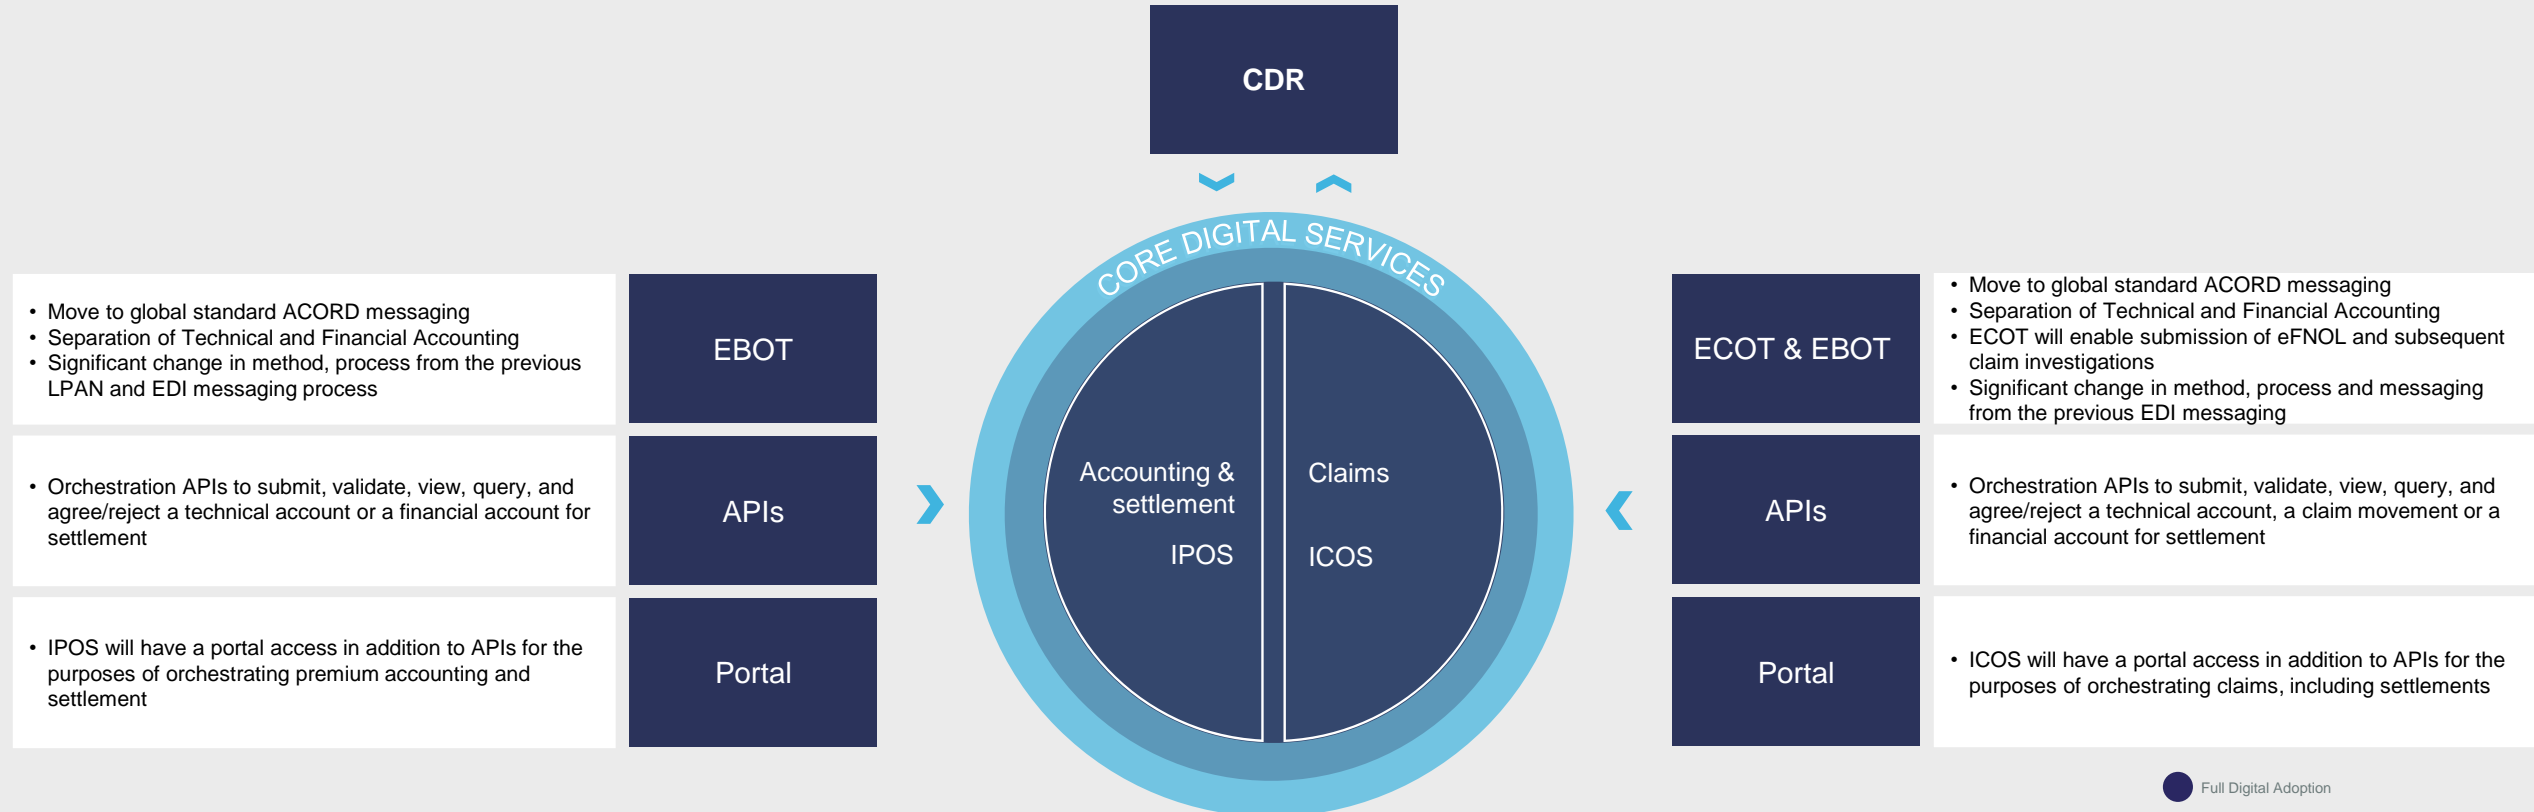 CDR
CORE DIGITAL SERVICES
• Move to global standard ACORD messaging
• Separation of Technical and Financial Accounting
• Significant change in method, process from the previous
LPAN and EDI messaging process
EBOT
• Orchestration APIs to submit, validate, view, query, and
agree/reject a technical account or a financial account for
settlement
APIs
• IPOS will have a portal access in addition to APIs for the
purposes of orchestrating premium accounting and
settlement
Portal
Accounting &
settlement
IPOS
Claims
ICOS
ECOT & EBOT
• Move to global standard ACORD messaging
• Separation of Technical and Financial Accounting
• ECOT will enable submission of eFNOL and subsequent
claim investigations
• Significant change in method, process and messaging
from the previous EDI messaging
APIs
• Orchestration APIs to submit, validate, view, query, and
agree/reject a technical account, a claim movement or a
financial account for settlement
Portal
• ICOS will have a portal access in addition to APIs for the
purposes of orchestrating claims, including settlements
Full Digital Adoption